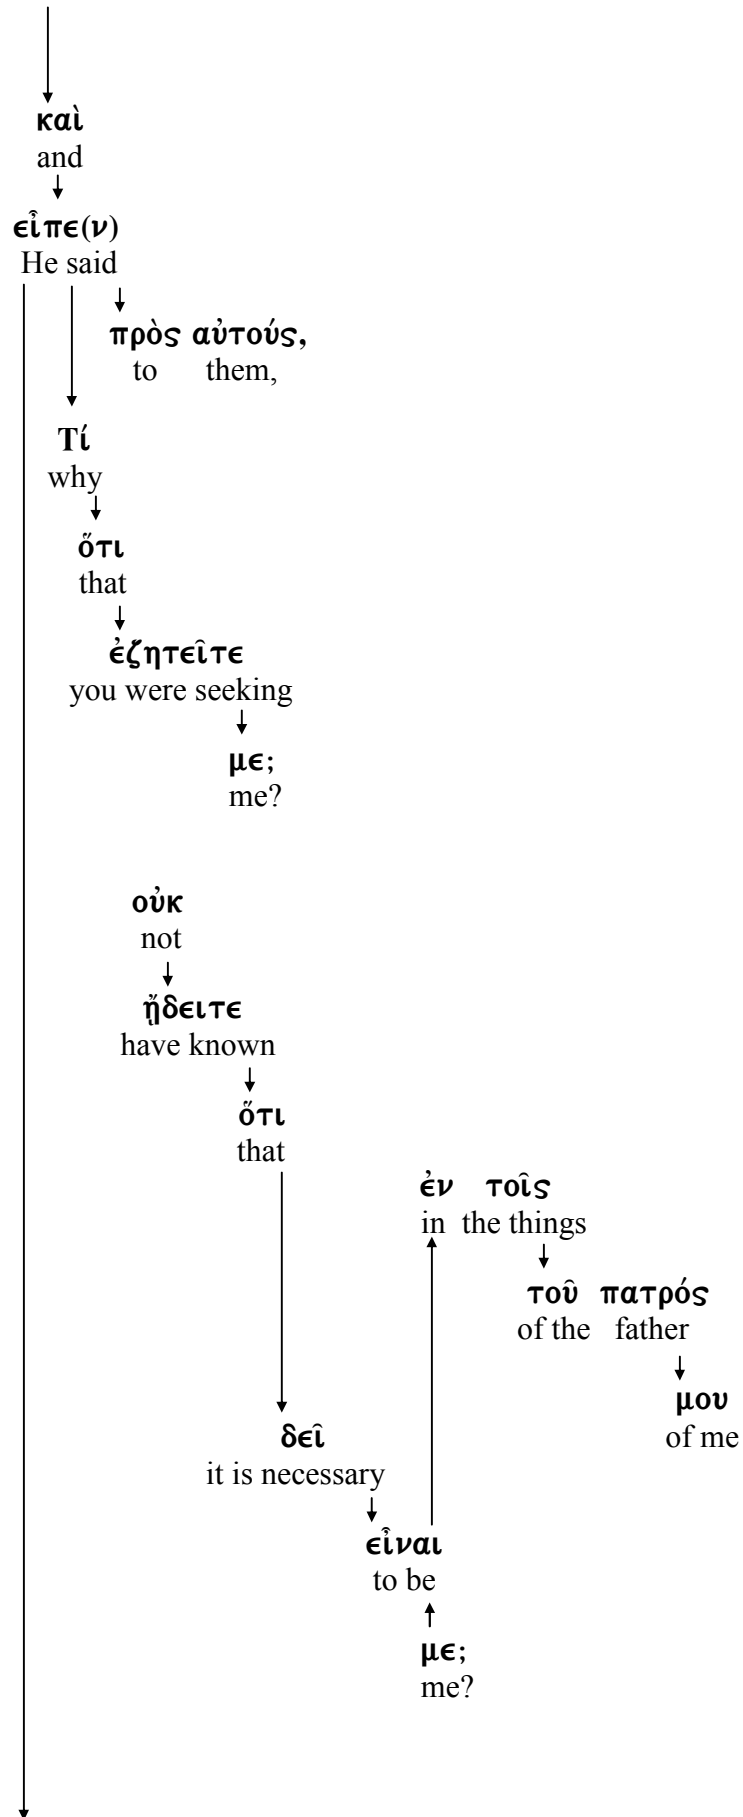 καὶ
and
εἶπε(ν)
He said
πρὸς αὐτούς,
to them,
Τί
why
ὅτι
that
ἐζητεῖτε
you were seeking
με;
me?
οὐκ
not
ᾔδειτε
have known
ὅτι
that
ἐν τοῖς
in the things
τοῦ πατρός
of the father
μου
of me
δεῖ
it is necessary
εἶναι
to be
με;
me?